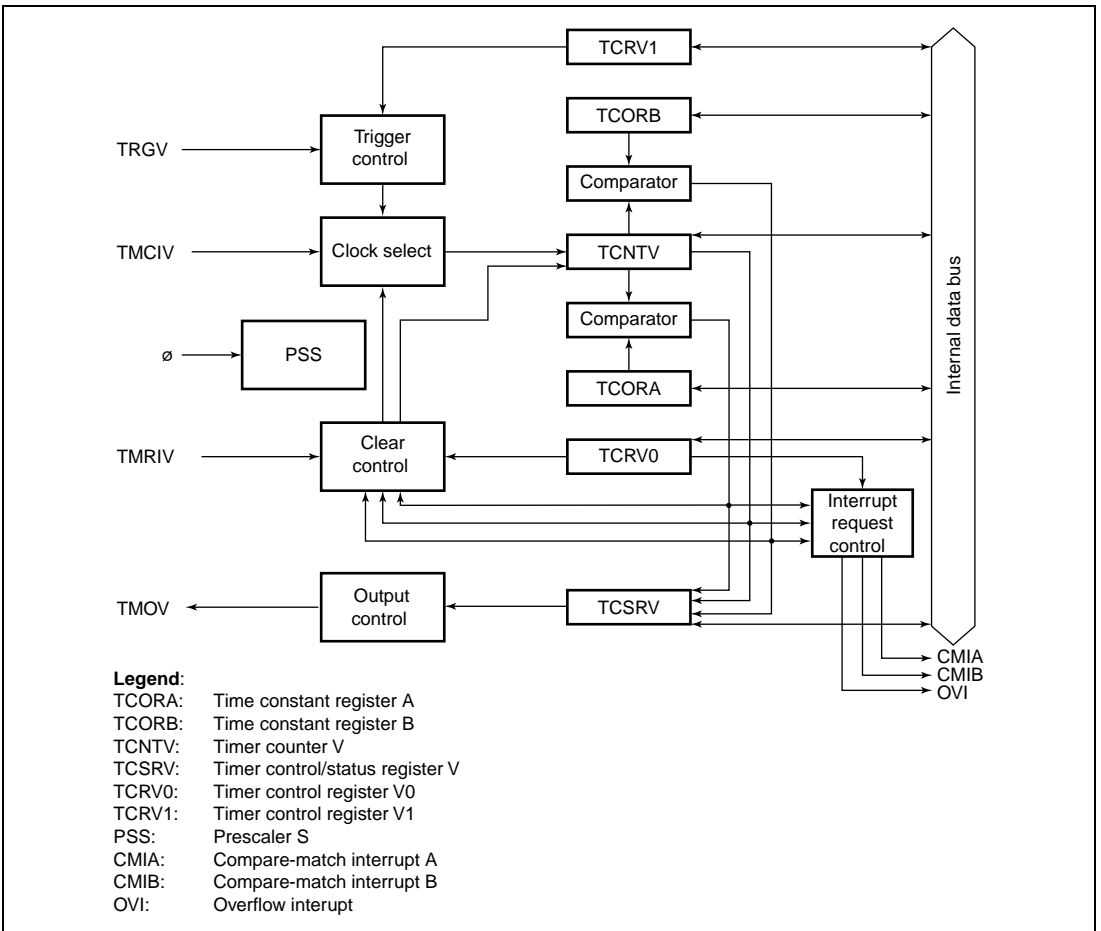 TCRV1
TCORB
Trigger
control
TRGV
Comparator
TMCIV
Clock select
TCNTV
Comparator
Internal data bus
ø
PSS
TCORA
Clear
control
TMRIV
TCRV0
Interrupt
request
control
Output
control
TMOV
TCSRV
CMIA
CMIB
OVI
Legend:
TCORA: Time constant register A
TCORB: Time constant register B
TCNTV: Timer counter V
TCSRV: Timer control/status register V
TCRV0: Timer control register V0
TCRV1: Timer control register V1
PSS: Prescaler S
CMIA: Compare-match interrupt A
CMIB: Compare-match interrupt B
OVI: Overflow interupt